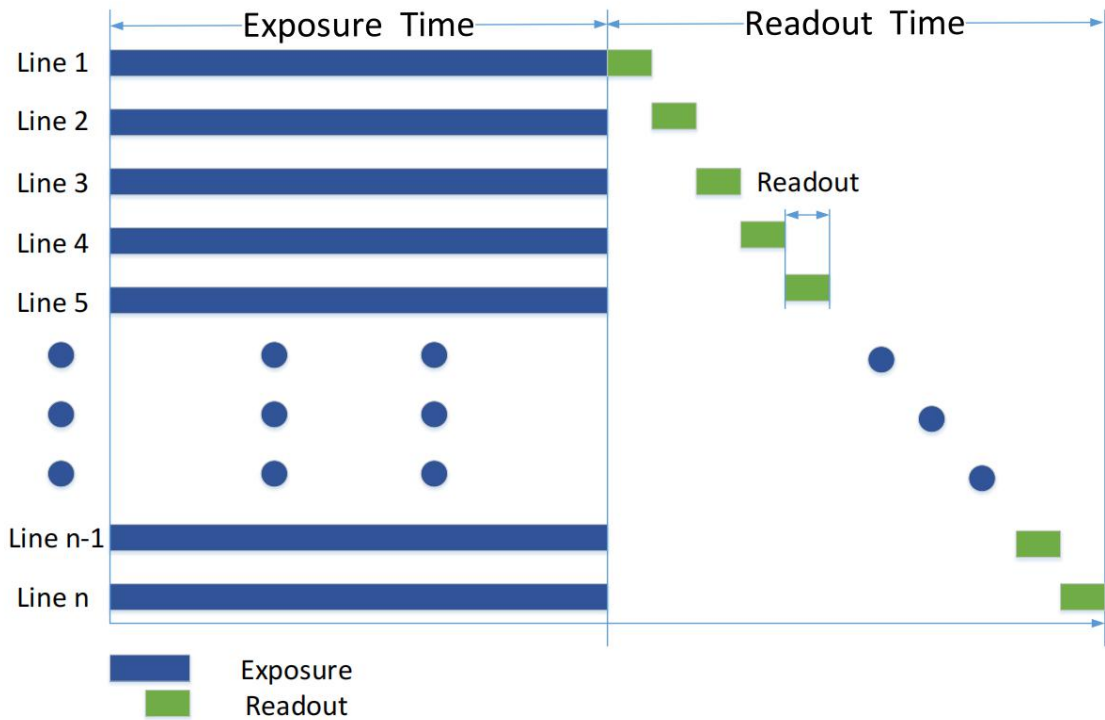 Exposure Time
Readout Time
Line 1
Line 2
Line 3
Readout
Line 4
Line 5
Line n-1
Line n
Exposure
Readout